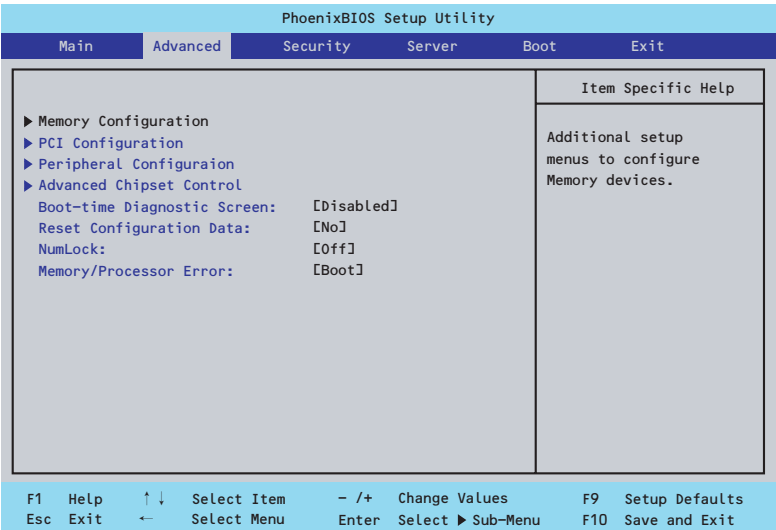 PhoenixBIOS Setup Utility
Main Advanced Security Server Boot Exit
Item Specific Help
▶ Memory Configuration
▶ PCI Configuration
▶ Peripheral Configuraion
▶ Advanced Chipset Control
Boot-time Diagnostic Screen: [Disabled]
Reset Configuration Data: [No]
NumLock: [Off]
Memory/Processor Error: [Boot]
Additional setup
menus to configure
Memory devices.
F1 Help ↑↓ Select Item - /+ Change Values F9 Setup Defaults
Esc Exit ← Select Menu Enter Select ▶ Sub-Menu F10 Save and Exit